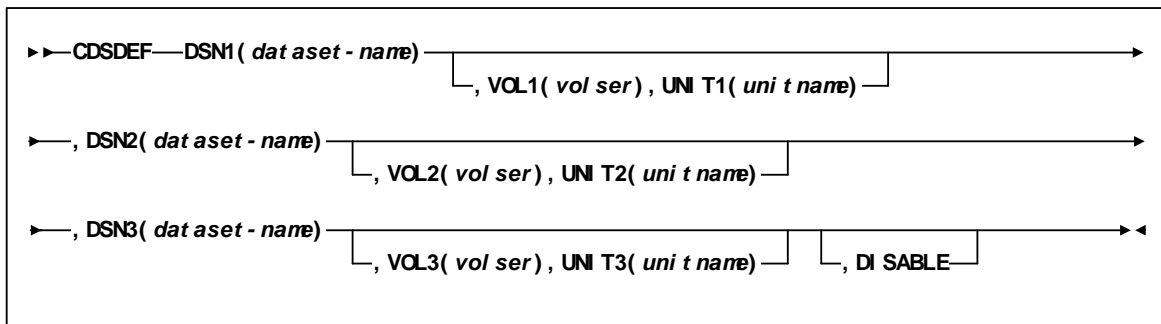 CDSDEF DSN1(dataset-name)
, VOL1(volser), UNIT1(unitname)
, DSN2(dataset-name)
, VOL2(volser), UNIT2(unitname)
, DSN3(dataset-name)
, VOL3(volser), UNIT3(unitname) , DISABLE